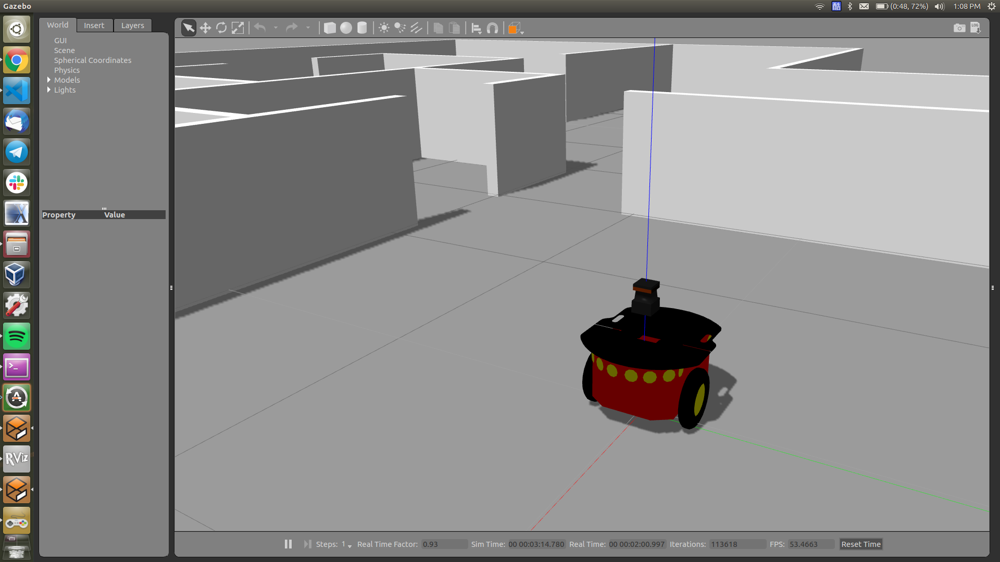 Gazebo
酷
(0:48, 72%)
1:08 PM
World
Insert
Layers
LOG
GUI
Scene
Spherical Coordinates
Physics
Models
Lights
Property
Value
RViz
Steps: 1
Real Time Factor: 0.93
Sim Time: 00 00:03:14.780
Real Time: 00 00:02:00.997
Iterations: 113618
FPS: 53.4663
Reset Time